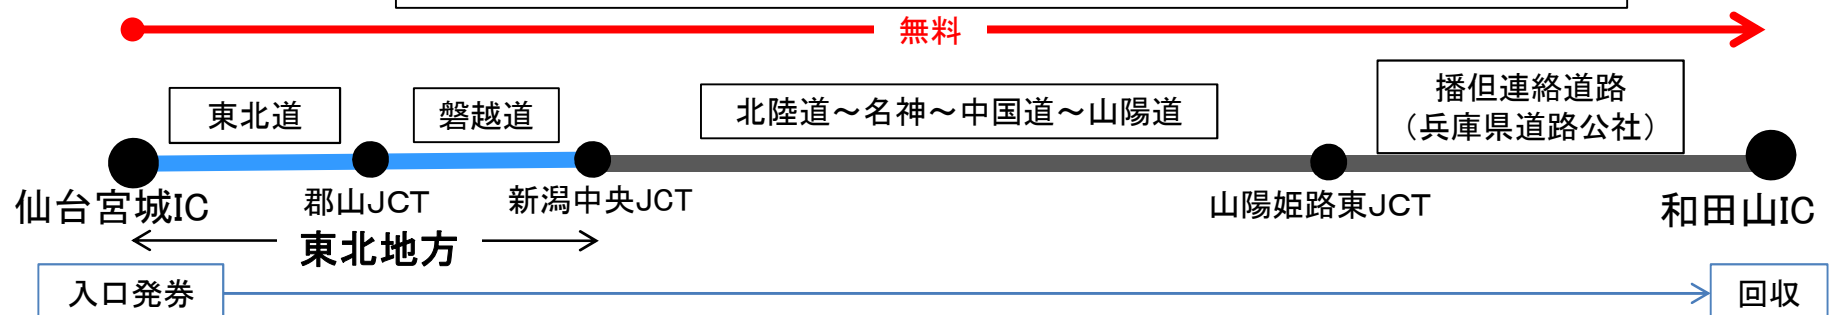 無料
東北道
磐越道
北陸道～名神～中国道～山陽道
播但連絡道路
（兵庫県道路公社）
仙台宮城IC
郡山JCT
新潟中央JCT
山陽姫路東JCT
和田山IC
東北地方
入口発券
回収